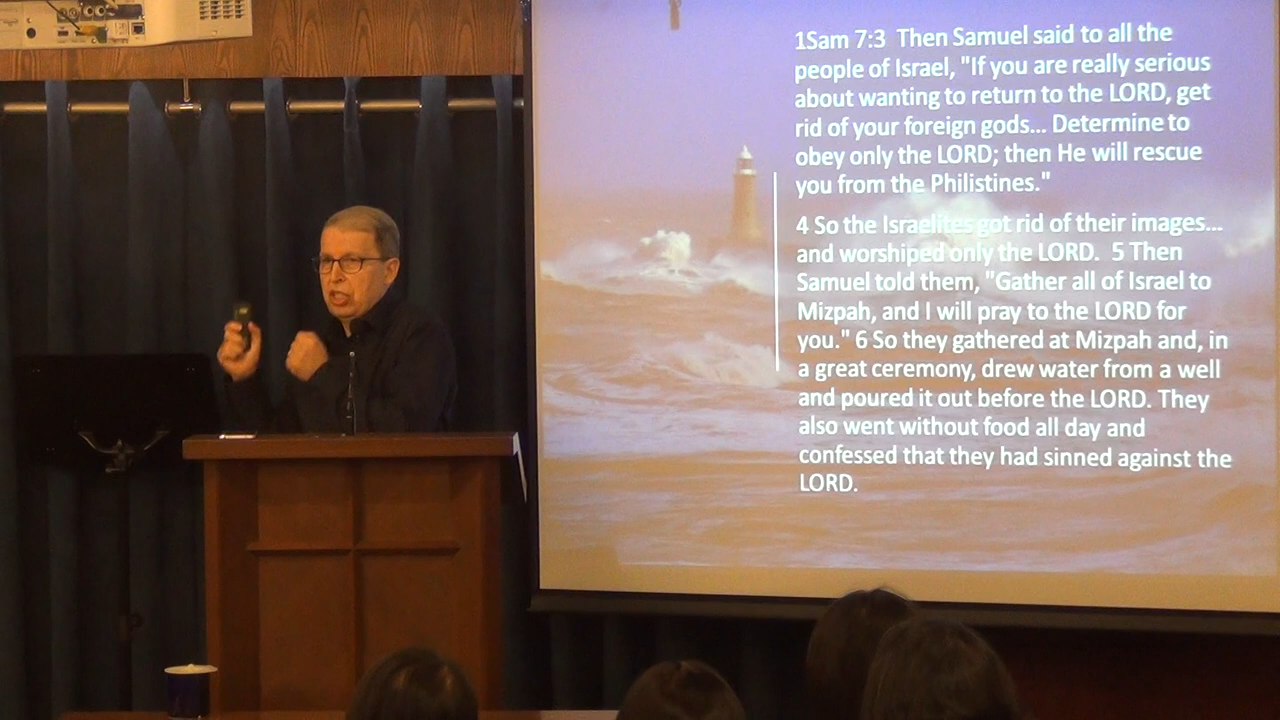 1Sam 7:3 Then Samuel said to all the
people of Israel, "If you are really serious
about wanting to return to the LORD, get
rid of your foreign gods... Determine to
obey only the LORD; then He will rescue
you from the Philistines."
4 So the Israelites got rid of their images...
and worshiped only the LORD. 5 Then
Samuel told them, "Gather all of Israel to
Mizpah, and I will pray to the LORD for
you." 6 So they gathered at Mizpah and, in
a great ceremony, drew water from a well
and poured it out before the LORD. They
also went without food all day and
confessed that they had sinned against the
LORD.